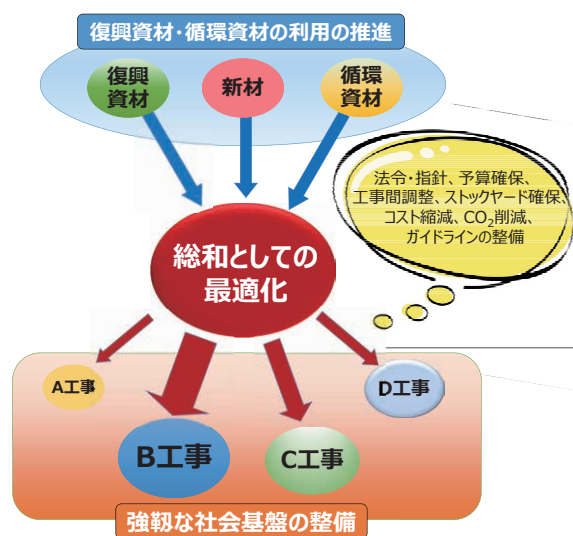 復興資材・循環資材の利用の推進
復興
資材
新材
循環
資材
法令・指針、予算確保、
工事間調整、ストックヤード確保、
コスト縮減、CO₂削減、
ガイドラインの整備
総和としての
最適化
A工事
D工事
B工事
C工事
強靭な社会基盤の整備